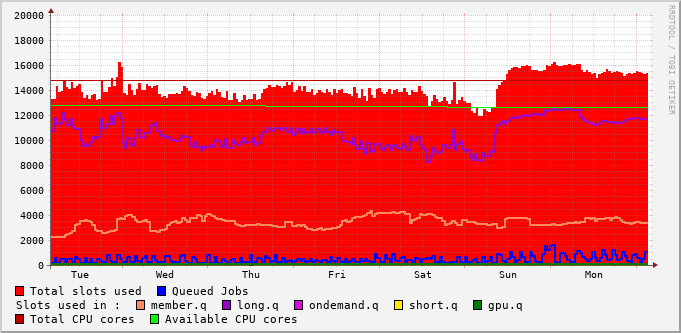 RRDTOOL / TOBI OETIKER
20000
18000
16000
14000
12000
10000
8000
6000
4000
2000
0
Tue Wed Thu Fri Sat Sun Mon
Total slots used Queued Jobs
Slots used in : member.q long.q ondemand.q short.q gpu.q
Total CPU cores Available CPU cores